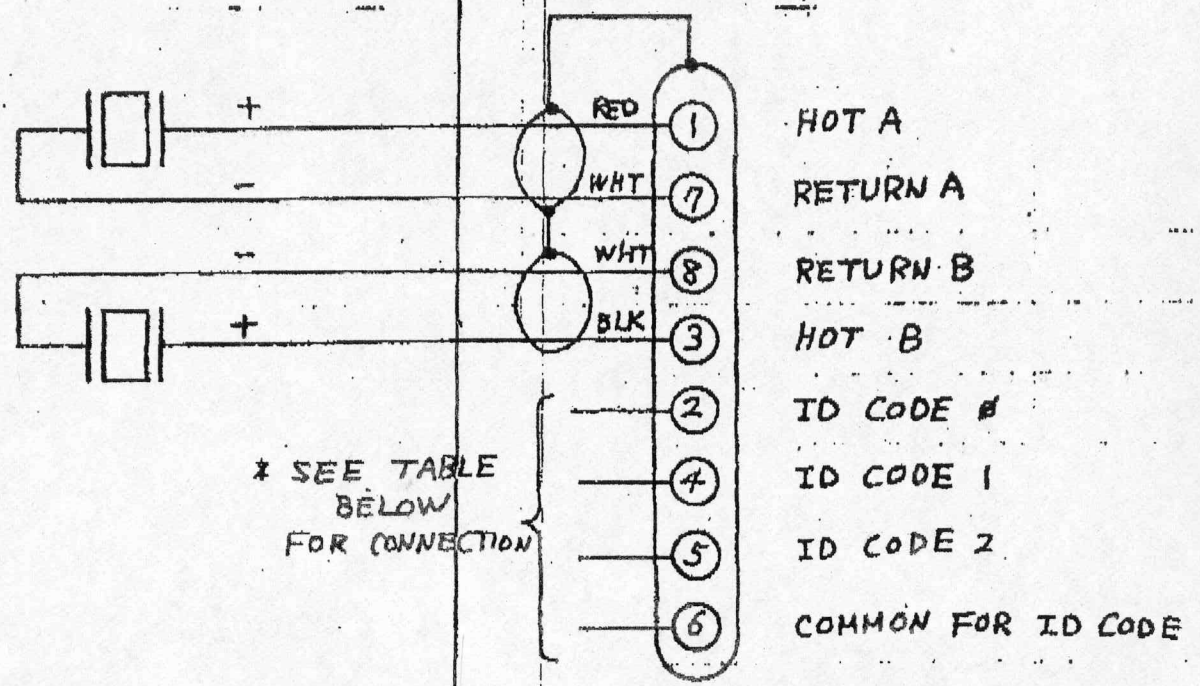 + RED 1 HOT A
- WHT 7 RETURN A
- WHT 8 RETURN B
+ BLK 3 HOT B
2 ID CODE 0
* SEE TABLE 4 ID CODE 1
BELOW
FOR CONNECTION 5 ID CODE 2
6 COMMON FOR ID CODE